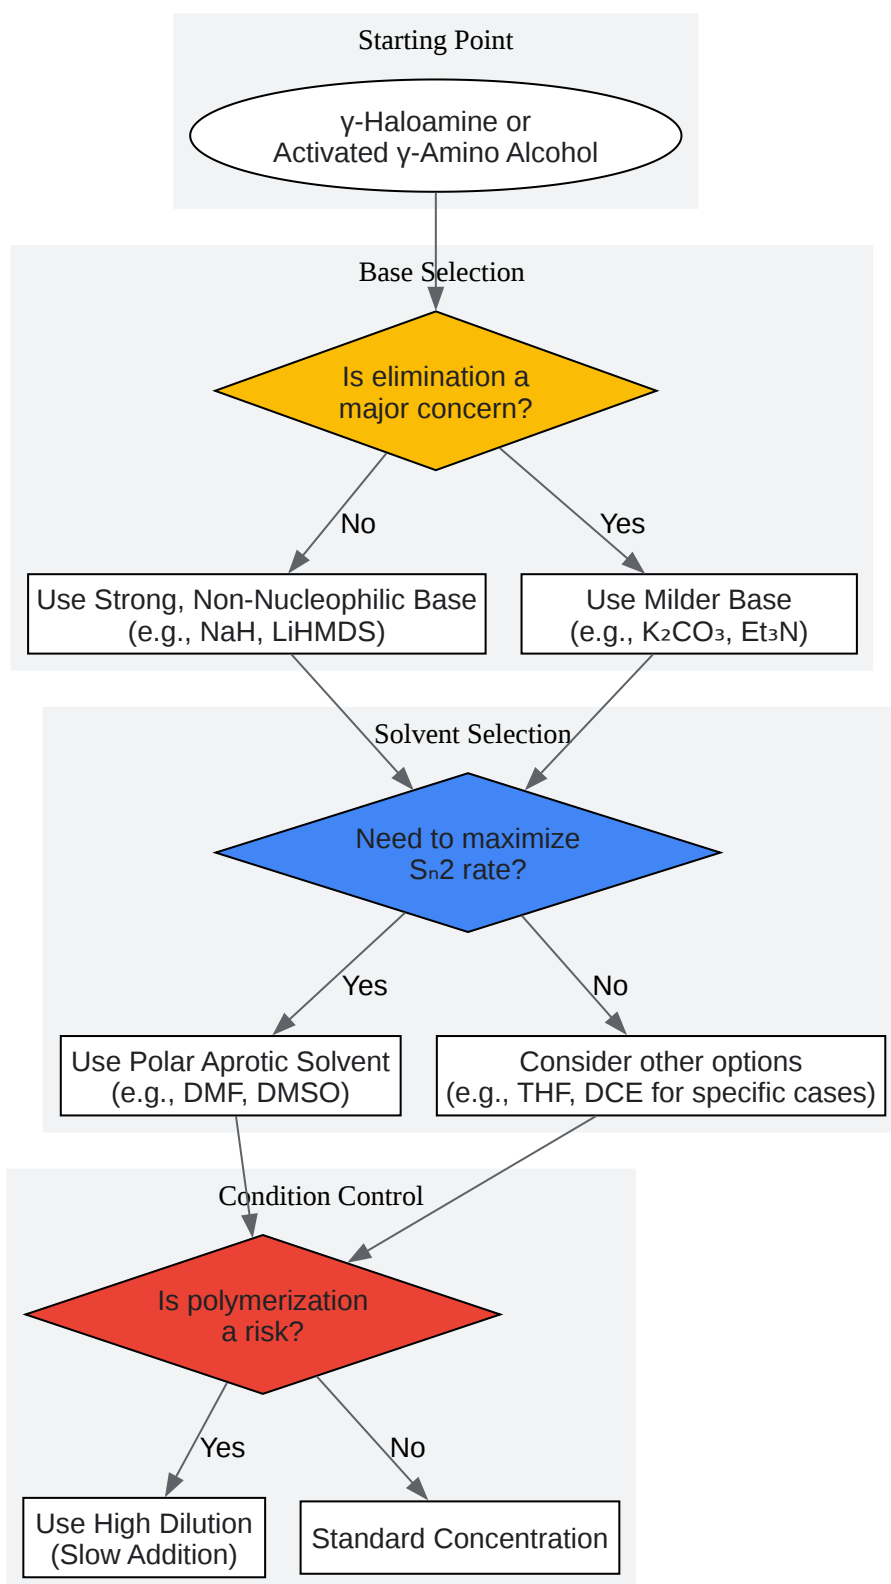 Starting Point
γ-Haloamine or
Activated γ-Amino Alcohol
Base Selection
Is elimination a
major concern?
No
Yes
Use Strong, Non-Nucleophilic Base
(e.g., NaH, LiHMDS)
Use Milder Base
(e.g., K₂CO₃, Et₃N)
Solvent Selection
Need to maximize
Sₙ2 rate?
Yes
No
Use Polar Aprotic Solvent
(e.g., DMF, DMSO)
Consider other options
(e.g., THF, DCE for specific cases)
Condition Control
Is polymerization
a risk?
Yes
No
Use High Dilution
(Slow Addition)
Standard Concentration